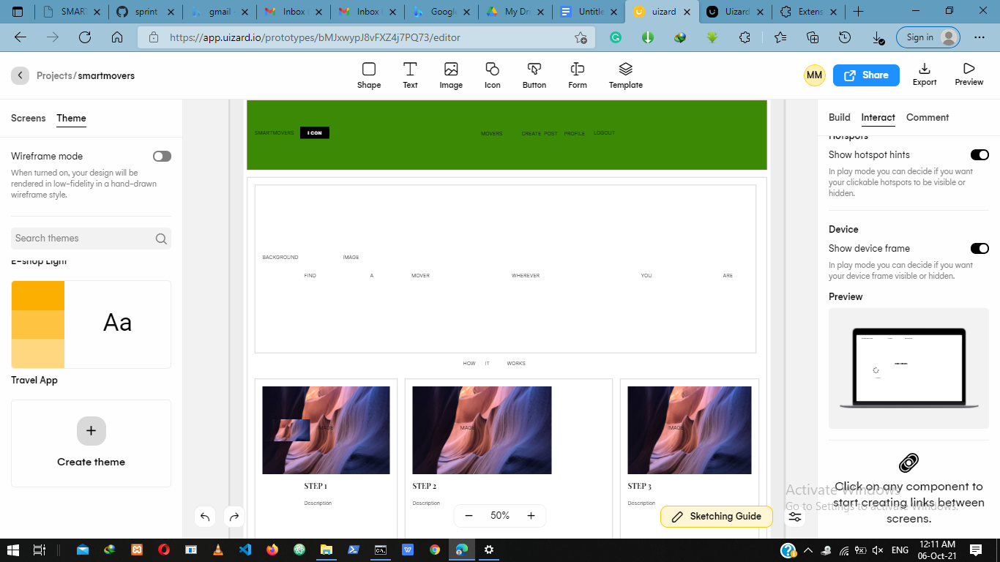 SMAR
sprint
gmail -
Inbox (
Inbox (
Google
My Dri
Untitle
uizard
Uizard
Extens
https://app.uizard.io/prototypes/bMJxwypJ8vFXZ4j7PQ73/editor
Sign in
Projects/smartmovers
Shape
Text
Image
Icon
Button
Form
Template
MM
Share
Export
Preview
Screens
Theme
Wireframe mode
When turned on, your design will be
rendered in low-fidelity in a hand-drawn
wireframe style.
Search themes
E-shop Light
Aa
Travel App
+
Create theme
SMARTMOVERS
I CON
MOVERS
CREATE POST
PROFILE
LOGOUT
BACKGROUND IMAGE
FIND A MOVER WHEREVER YOU ARE
HOW IT WORKS
IMAGE
MAGE
IMAGE
STEP 1
STEP 2
STEP 3
Description
Description
Description
50%
Sketching Guide
Build
Interact
Comment
Hotspots
Show hotspot hints
In play mode you can decide if you want
your clickable hotspots to be visible or
hidden.
Device
Show device frame
In play mode you can decide if you want
your device frame visible or hidden.
Preview
Click on any component to
start creating links between
screens.
Activate Windows
Go to Settings to activate Windows.
ENG
12:11 AM
06-Oct-21